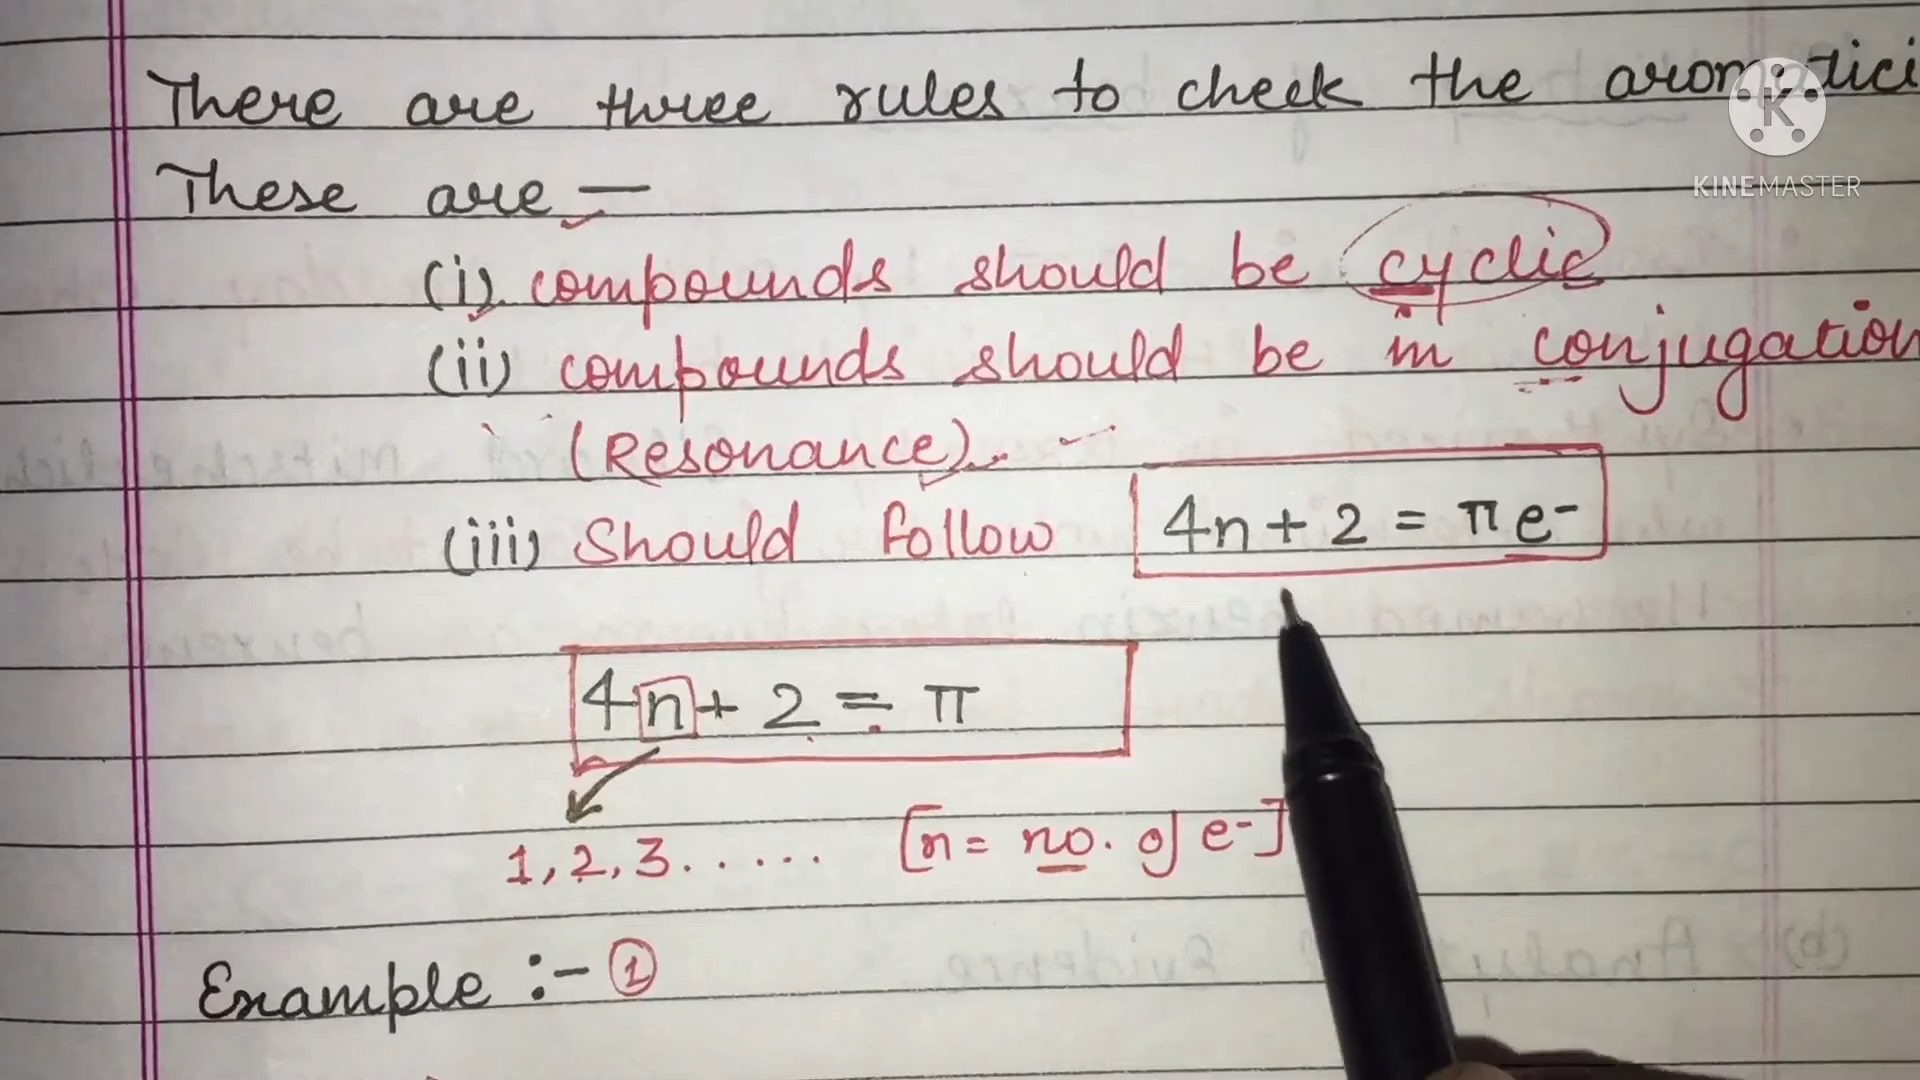 There are three rules to check the aromatici
KINEMASTER
These are —
(i). compounds should be cyclic
(ii) compounds should be in conjugation
(Resonance).
(iii) Should follow 4n + 2 = π e-
4n + 2 = π
1, 2, 3. . . . . . [n = no. of e-]
Example :- ①